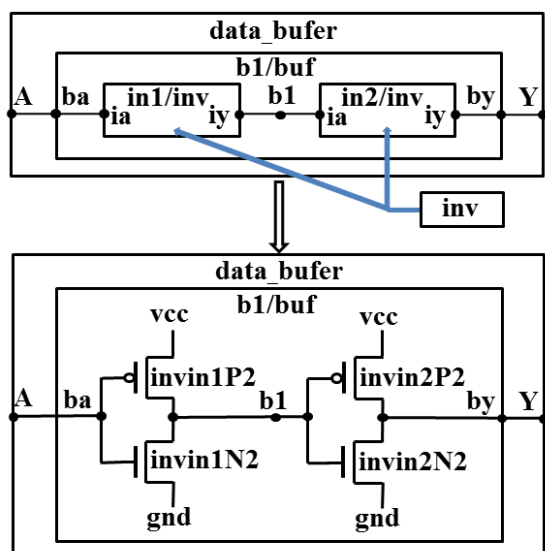 data_bufer
b1/buf
A ba in1/inv b1 in2/inv by Y
ia iy ia iy
inv
data_bufer
b1/buf
vcc vcc
invin1P2 invin2P2
A ba b1 by Y
invin1N2 invin2N2
gnd gnd